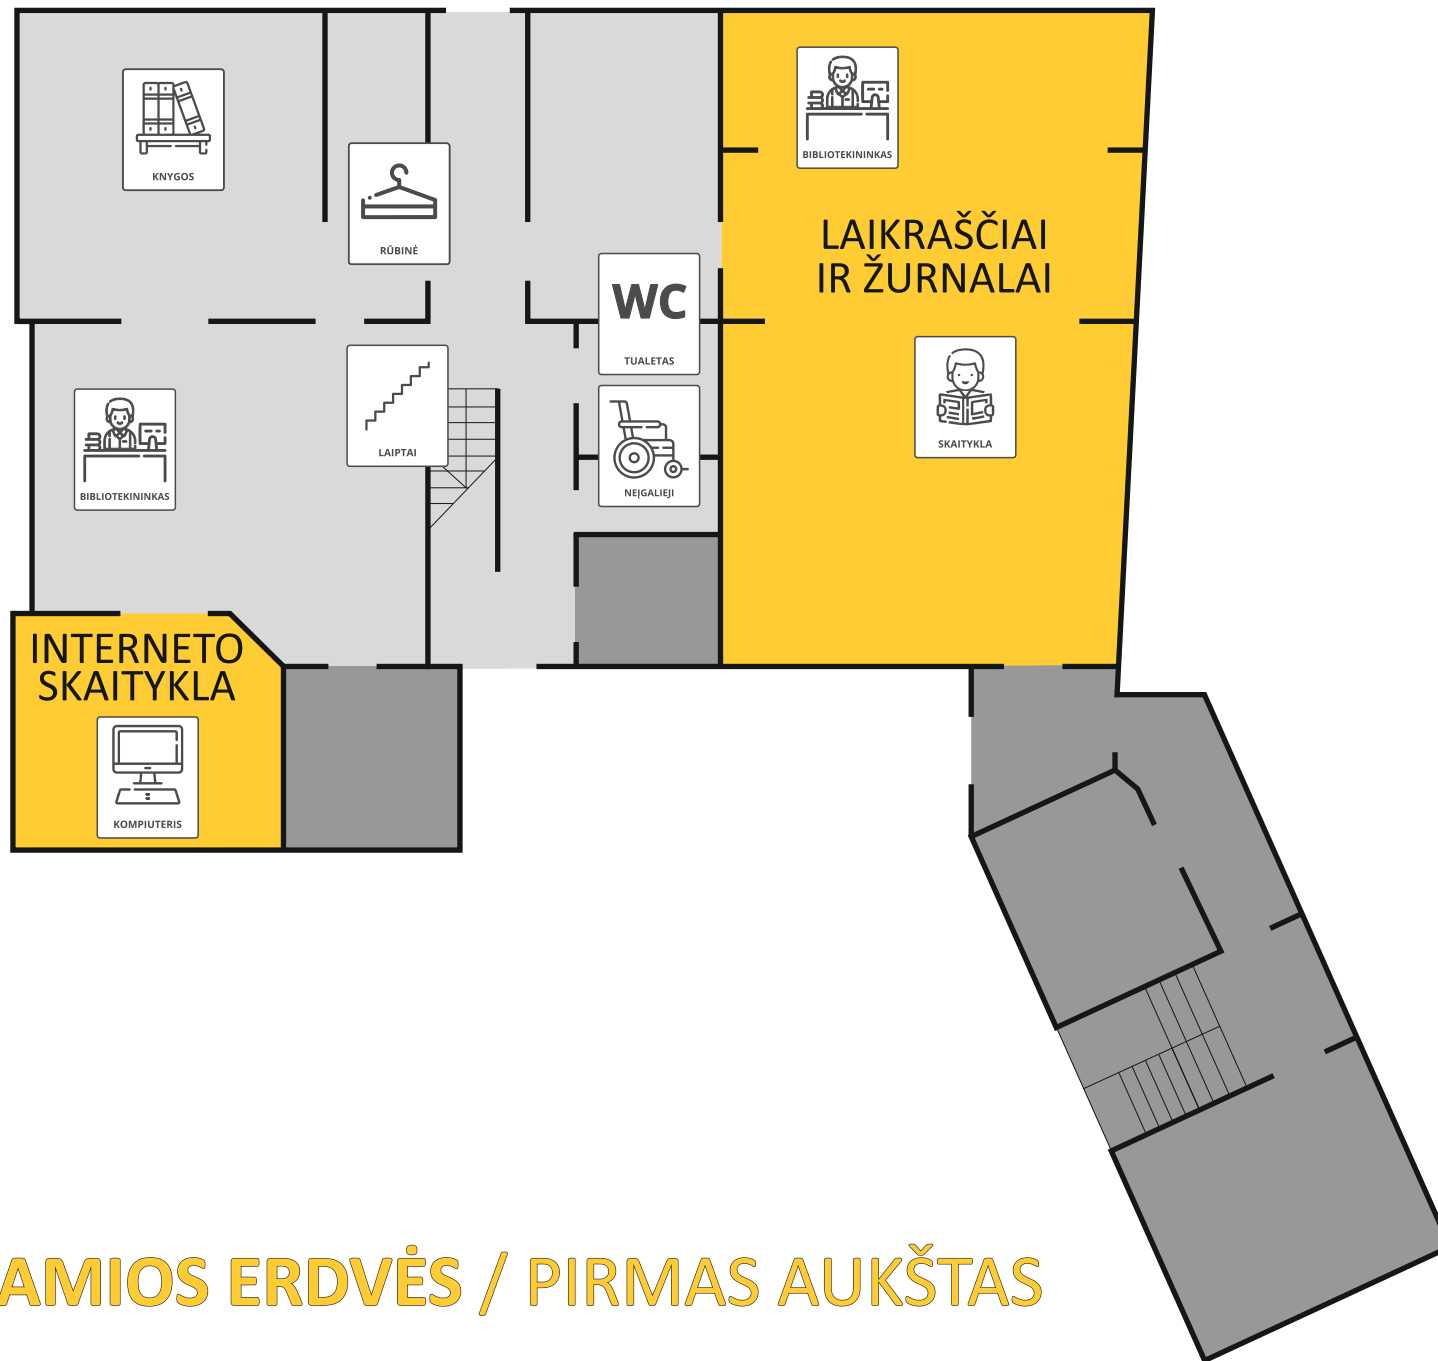 BIBLIOTEKININKAS
KNYGOS
LAIKRAŠČIAI
IR ŽURNALAI
RŪBINĖ
WC
TUALETAS
LAIPTAI
SKAITYKLA
BIBLIOTEKININKAS
NEĮGALIEJI
INTERNETO
SKAITYKLA
KOMPIUTERIS
AMIOS ERDVĖS / PIRMAS AUKŠTAS